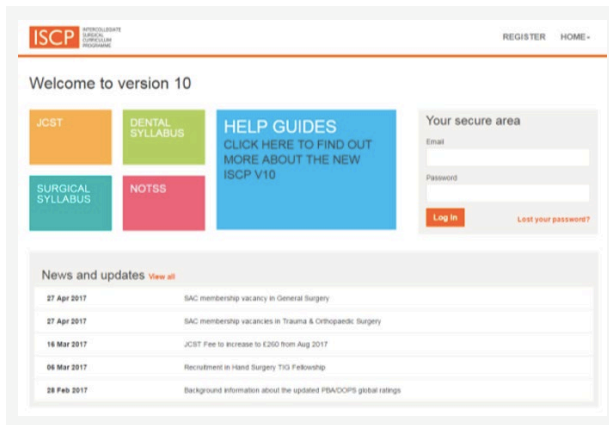 ISCP
INTERCOLLEGIATE
SURGICAL
CURRICULUM
PROGRAMME
REGISTER HOME
Welcome to version 10
JCST
DENTAL
SYLLABUS
SURGICAL
SYLLABUS
NOTSS
HELP GUIDES
CLICK HERE TO FIND OUT
MORE ABOUT THE NEW
ISCP V10
Your secure area
Email
Password
Log In Lost your password?
News and updates View all
27 Apr 2017 SAC membership vacancy in General Surgery
27 Apr 2017 SAC membership vacancies in Trauma & Orthopaedic Surgery
16 Mar 2017 JCST Fee to increase to £260 from Aug 2017
06 Mar 2017 Recruitment in Hand Surgery TIG Fellowship
28 Feb 2017 Background information about the updated PBA/DOPS global ratings